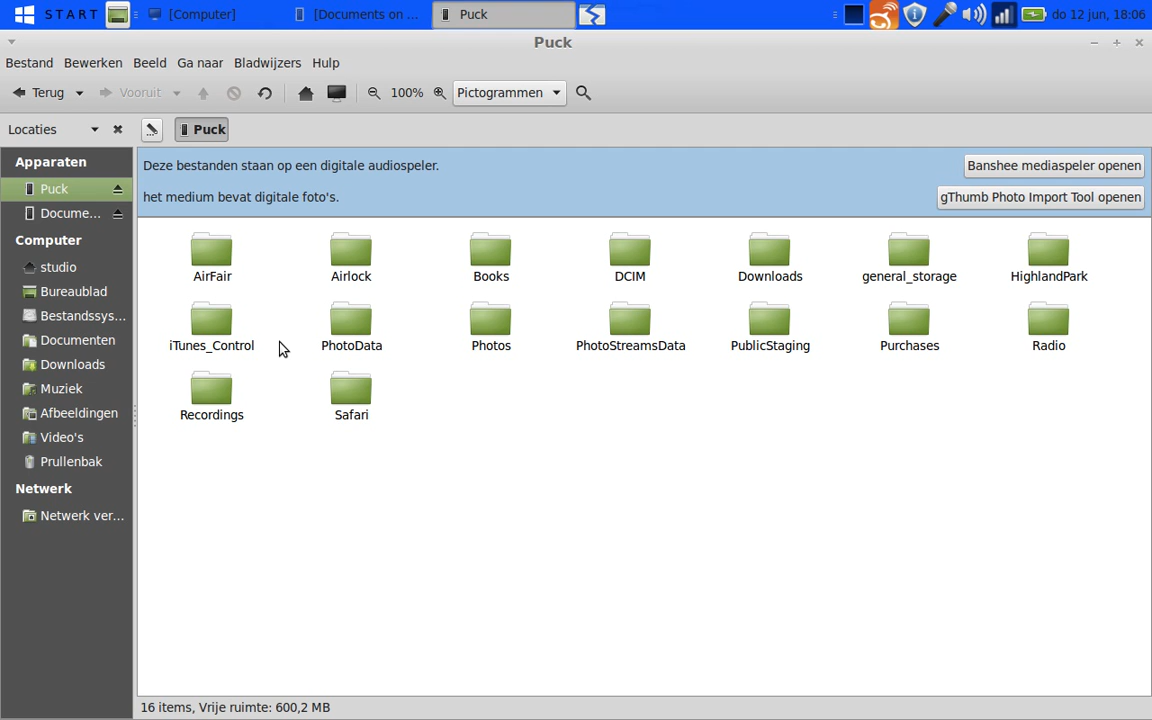 START [Computer] [Documents on ... Puck do 12 jun, 18:06
Puck
Bestand Bewerken Beeld Ga naar Bladwijzers Hulp
Terug Vooruit 100% Pictogrammen
Locaties Puck
Apparaten
Puck
Docume...
Computer
studio
Bureaublad
Bestandssys...
Documenten
Downloads
Muziek
Afbeeldingen
Video's
Prullenbak
Netwerk
Netwerk ver...
Deze bestanden staan op een digitale audiospeler. Banshee mediaspeler openen
het medium bevat digitale foto's. gThumb Photo Import Tool openen
AirFair Airlock Books DCIM Downloads general_storage HighlandPark
iTunes_Control PhotoData Photos PhotoStreamsData PublicStaging Purchases Radio
Recordings Safari
16 items, Vrije ruimte: 600,2 MB